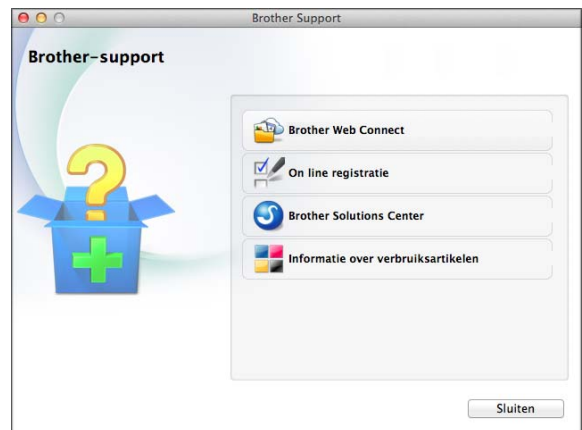 Brother Support
Brother-support
Brother Web Connect
On line registratie
Brother Solutions Center
Informatie over verbruiksartikelen
Sluiten